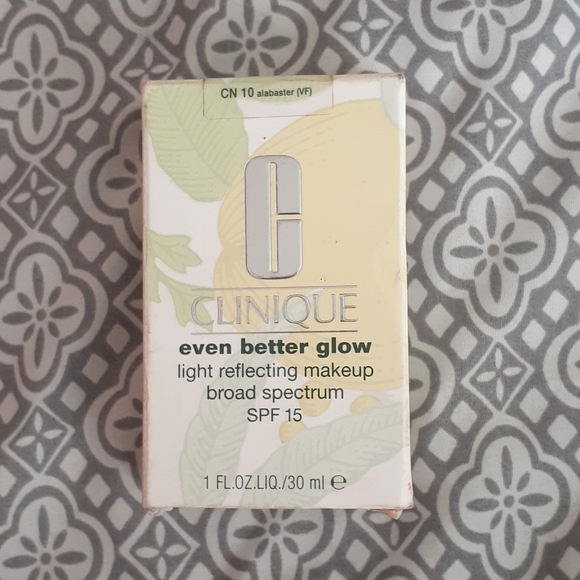 CN 10 alabaster (VF)
C
CLINIQUE
even better glow
light reflecting makeup
broad spectrum
SPF 15
1 FL.OZ.LIQ./30 ml ℮